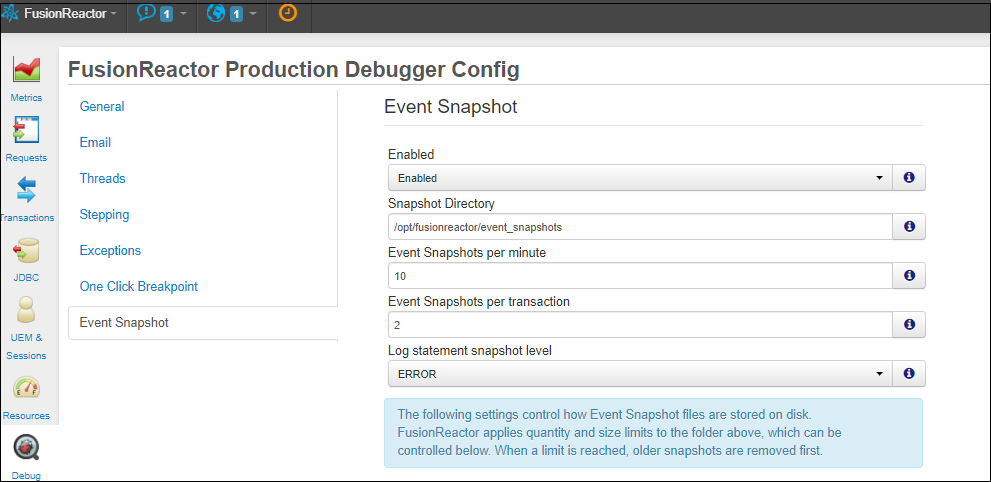 FusionReactor
1
1
FusionReactor Production Debugger Config
Metrics
Requests
Transactions
JDBC
UEM &
Sessions
Resources
Debug
General
Email
Threads
Stepping
Exceptions
One Click Breakpoint
Event Snapshot
Event Snapshot
Enabled
Enabled
Snapshot Directory
/opt/fusionreactor/event_snapshots
Event Snapshots per minute
10
Event Snapshots per transaction
2
Log statement snapshot level
ERROR
The following settings control how Event Snapshot files are stored on disk.
FusionReactor applies quantity and size limits to the folder above, which can be
controlled below. When a limit is reached, older snapshots are removed first.